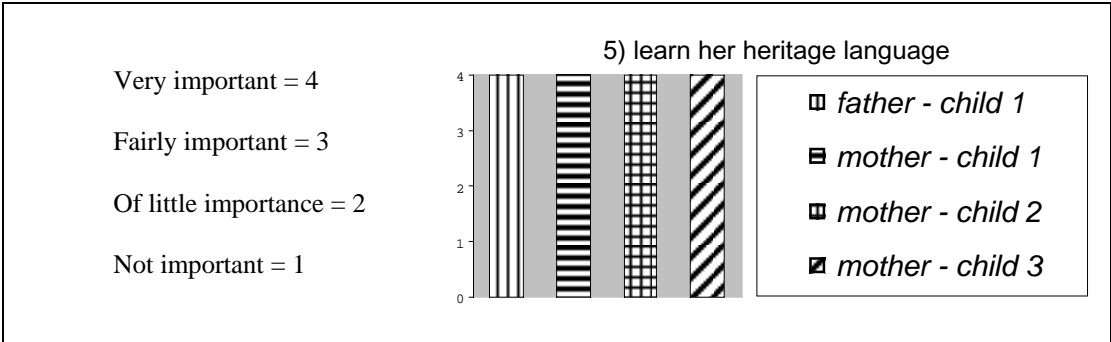 Very important = 4
Fairly important = 3
Of little importance = 2
Not important = 1
5) learn her heritage language
4
3
2
1
0
father - child 1
mother - child 1
mother - child 2
mother - child 3